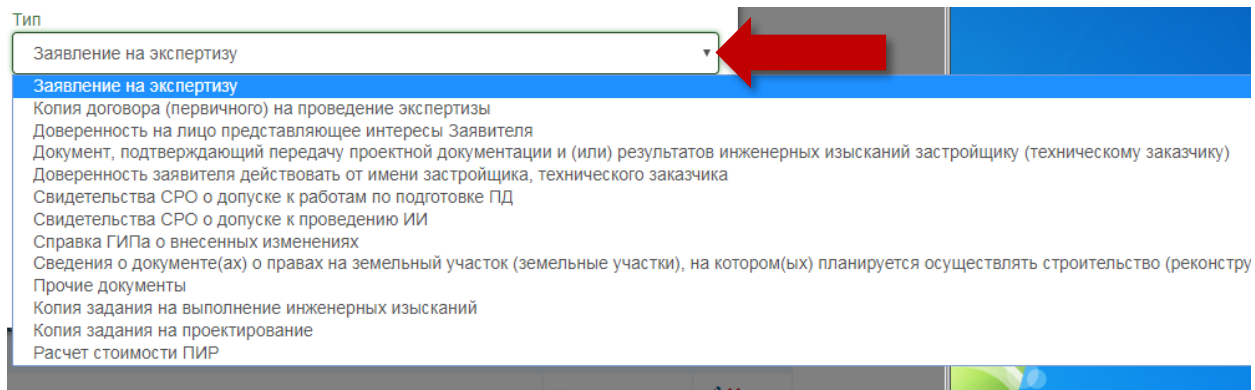 Тип
Заявление на экспертизу
Заявление на экспертизу
Копия договора (первичного) на проведение экспертизы
Доверенность на лицо представляющее интересы Заявителя
Документ, подтверждающий передачу проектной документации и (или) результатов инженерных изысканий застройщику (техническому заказчику)
Доверенность заявителя действовать от имени застройщика, технического заказчика
Свидетельства СРО о допуске к работам по подготовке ПД
Свидетельства СРО о допуске к проведению ИИ
Справка ГИПа о внесенных изменениях
Сведения о документе(ах) о правах на земельный участок (земельные участки), на котором(ых) планируется осуществлять строительство (реконстру
Прочие документы
Копия задания на выполнение инженерных изысканий
Копия задания на проектирование
Расчет стоимости ПИР